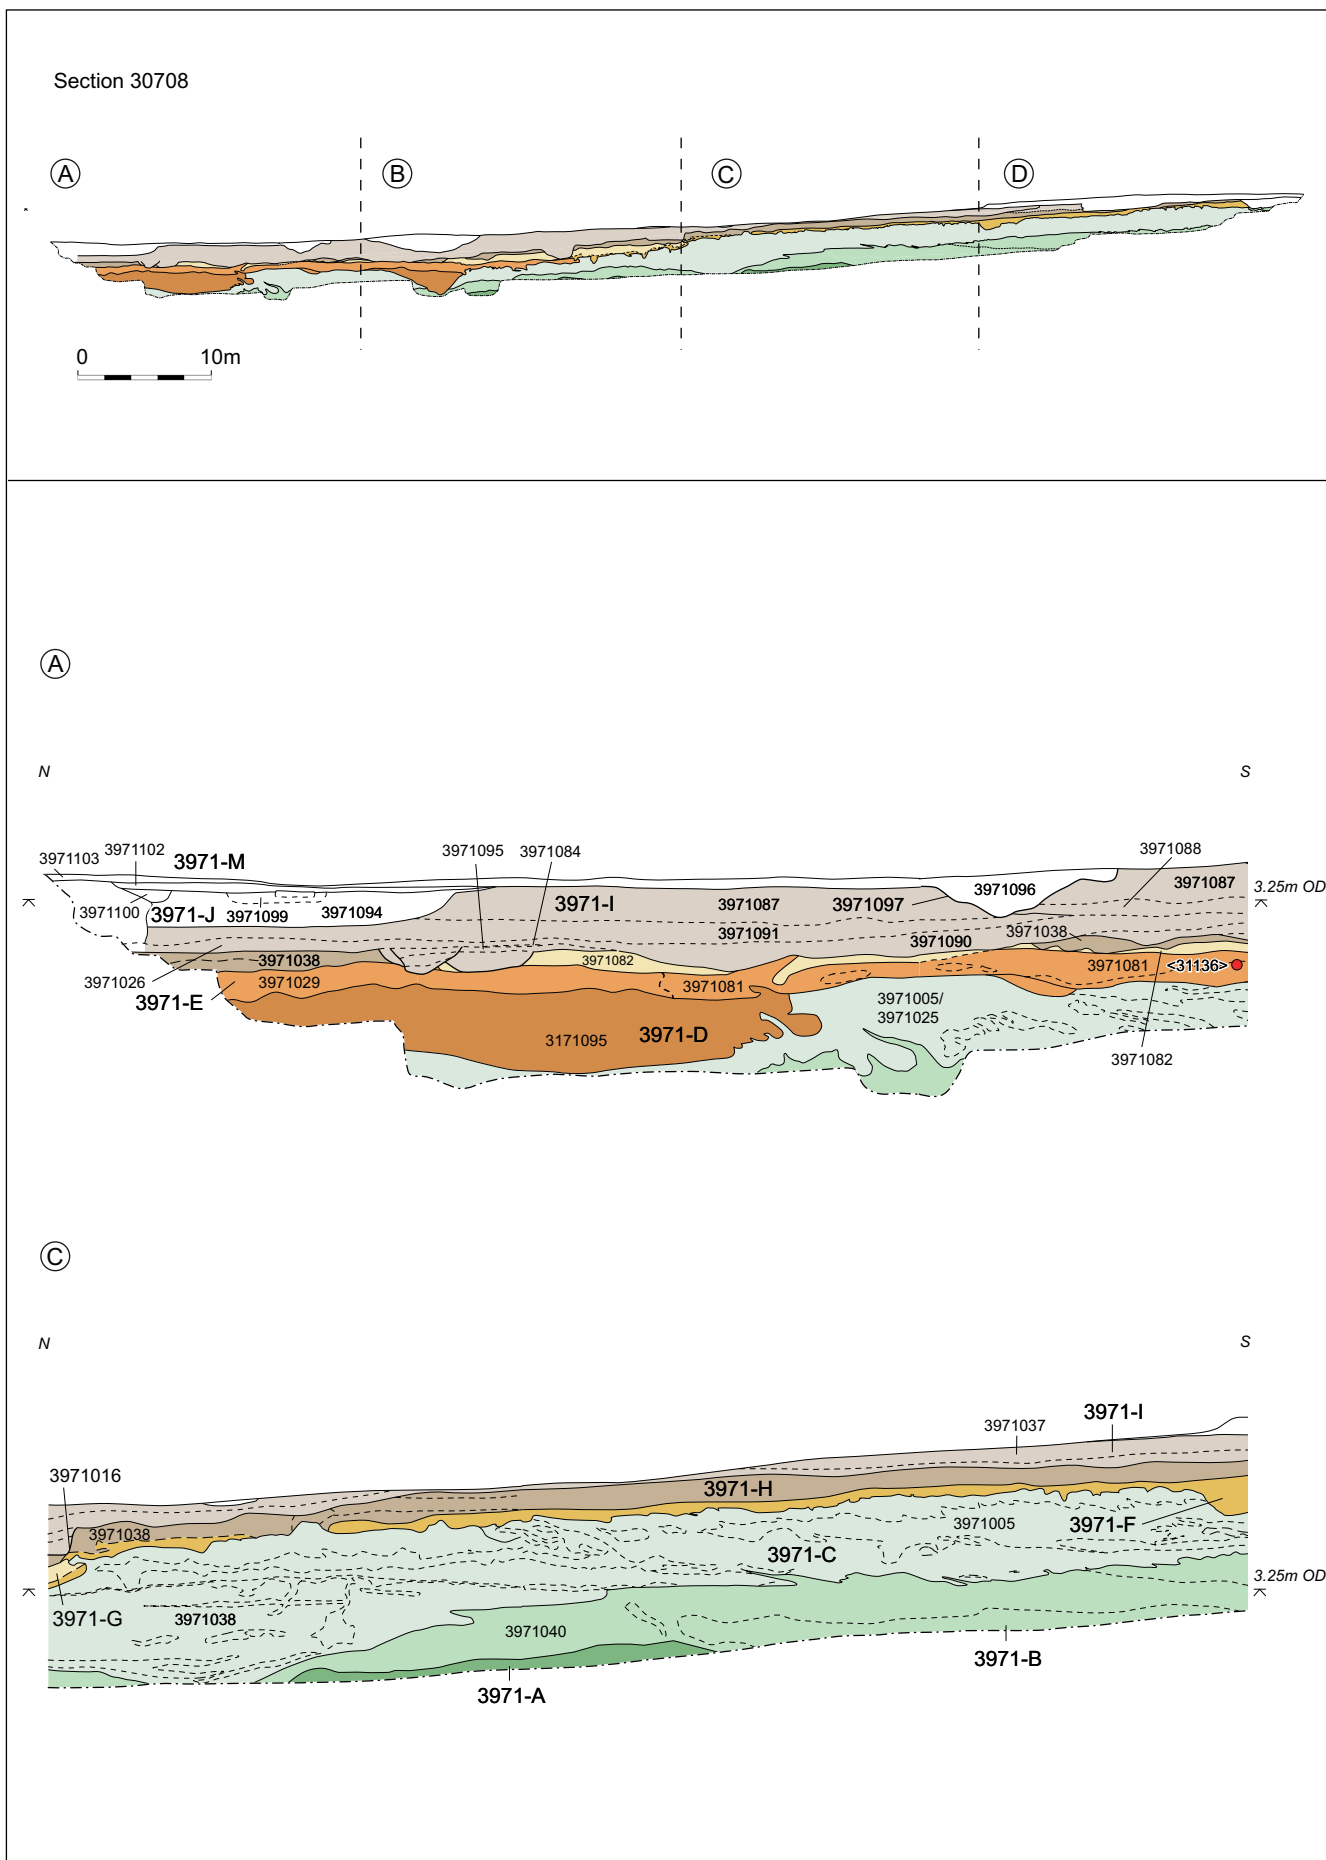 Section 30708
A B C D
0 10m
A
N S
3971103 3971102 3971-M 3971095 3971084 3971088
3971100 3971-J 3971099 3971094 3971-I 3971087 3971097 3971096 3971087 3.25m OD
3971091 3971090 3971038
3971026 3971038 3971082 3971081 <31136>
3971-E 3971029 3971081 3971005/
3971025
3171095 3971-D 3971082
C
N S
3971037 3971-I
3971016 3971-H
3971038 3971005 3971-F
3971-C 3.25m OD
3971-G 3971038
3971040 3971-B
3971-A